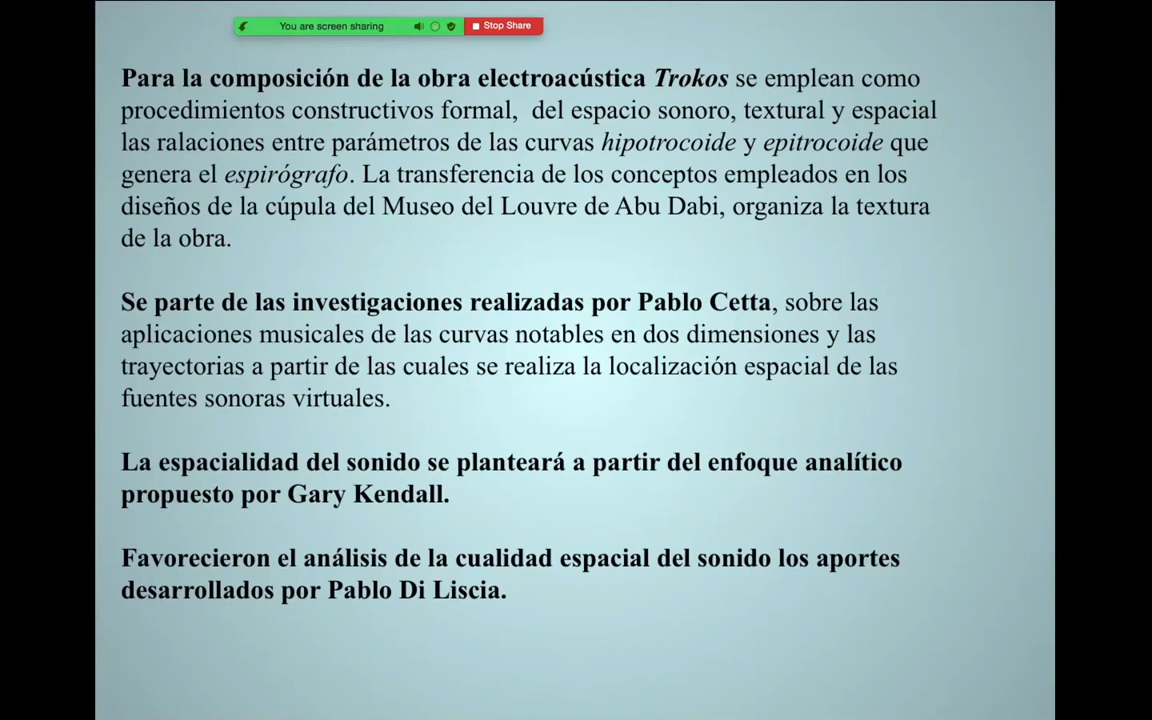 You are screen sharing
Stop Share
Para la composición de la obra electroacústica Trokos se emplean como
procedimientos constructivos formal, del espacio sonoro, textural y espacial
las ralaciones entre parámetros de las curvas hipotrocoide y epitrocoide que
genera el espirógrafo. La transferencia de los conceptos empleados en los
diseños de la cúpula del Museo del Louvre de Abu Dabi, organiza la textura
de la obra.
Se parte de las investigaciones realizadas por Pablo Cetta, sobre las
aplicaciones musicales de las curvas notables en dos dimensiones y las
trayectorias a partir de las cuales se realiza la localización espacial de las
fuentes sonoras virtuales.
La espacialidad del sonido se planteará a partir del enfoque analítico
propuesto por Gary Kendall.
Favorecieron el análisis de la cualidad espacial del sonido los aportes
desarrollados por Pablo Di Liscia.